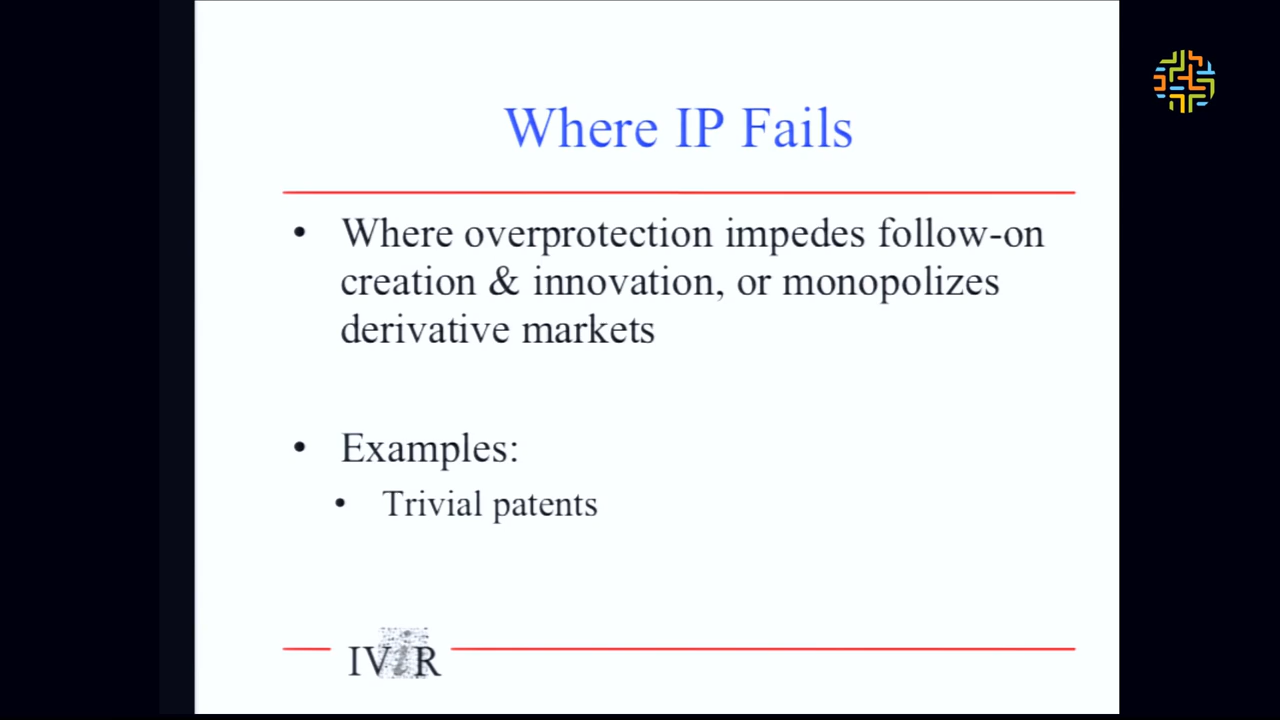 Where IP Fails
• Where overprotection impedes follow-on
creation & innovation, or monopolizes
derivative markets
• Examples:
• Trivial patents
IViR